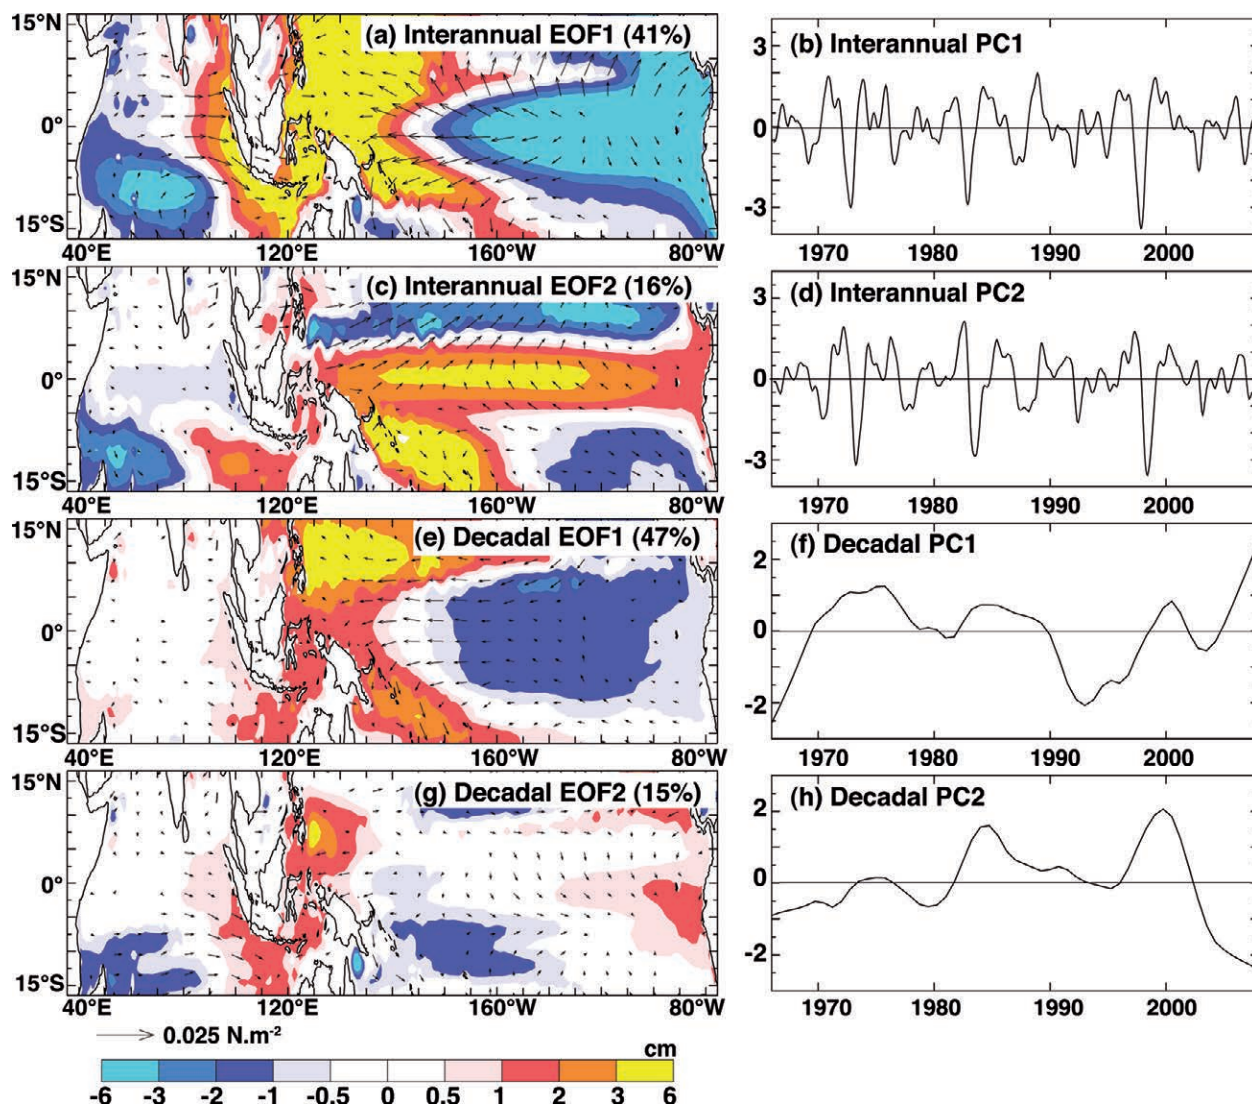 (a) Interannual EOF1 (41%)
15°N
0°
15°S
40°E 120°E 160°W 80°W
(b) Interannual PC1
3
0
-3
1970 1980 1990 2000
(c) Interannual EOF2 (16%)
15°N
0°
15°S
40°E 120°E 160°W 80°W
(d) Interannual PC2
3
0
-3
1970 1980 1990 2000
(e) Decadal EOF1 (47%)
15°N
0°
15°S
40°E 120°E 160°W 80°W
(f) Decadal PC1
2
0
-2
1970 1980 1990 2000
(g) Decadal EOF2 (15%)
15°N
0°
15°S
40°E 120°E 160°W 80°W
(h) Decadal PC2
2
0
-2
1970 1980 1990 2000
0.025 N.m-2
cm
-6 -3 -2 -1 -0.5 0 0.5 1 2 3 6